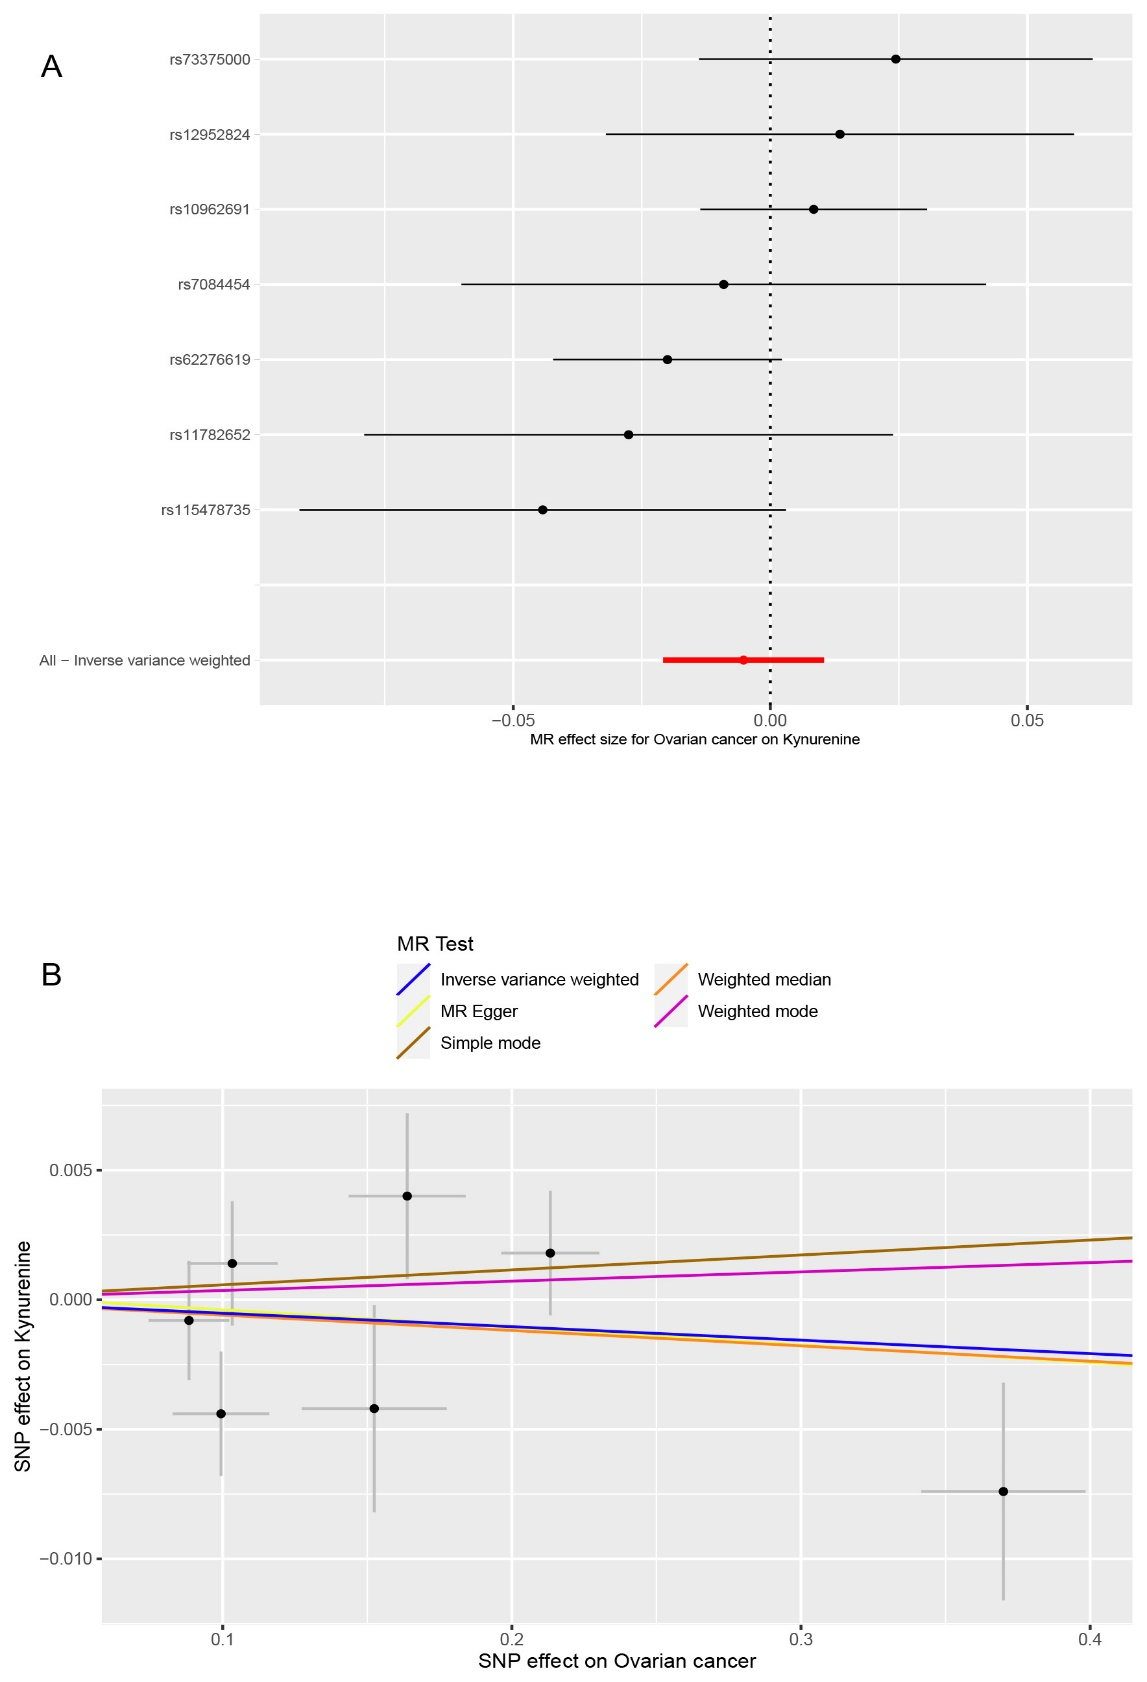 A
rs73375000
rs12952824
rs10962691
rs7084454
rs62276619
rs11782652
rs115478735
All − Inverse variance weighted
−0.05 0.00 0.05
MR effect size for Ovarian cancer on Kynurenine
B
MR Test
Inverse variance weighted Weighted median
MR Egger Weighted mode
Simple mode
SNP effect on Kynurenine
0.005
0.000
−0.005
−0.010
0.1 0.2 0.3 0.4
SNP effect on Ovarian cancer